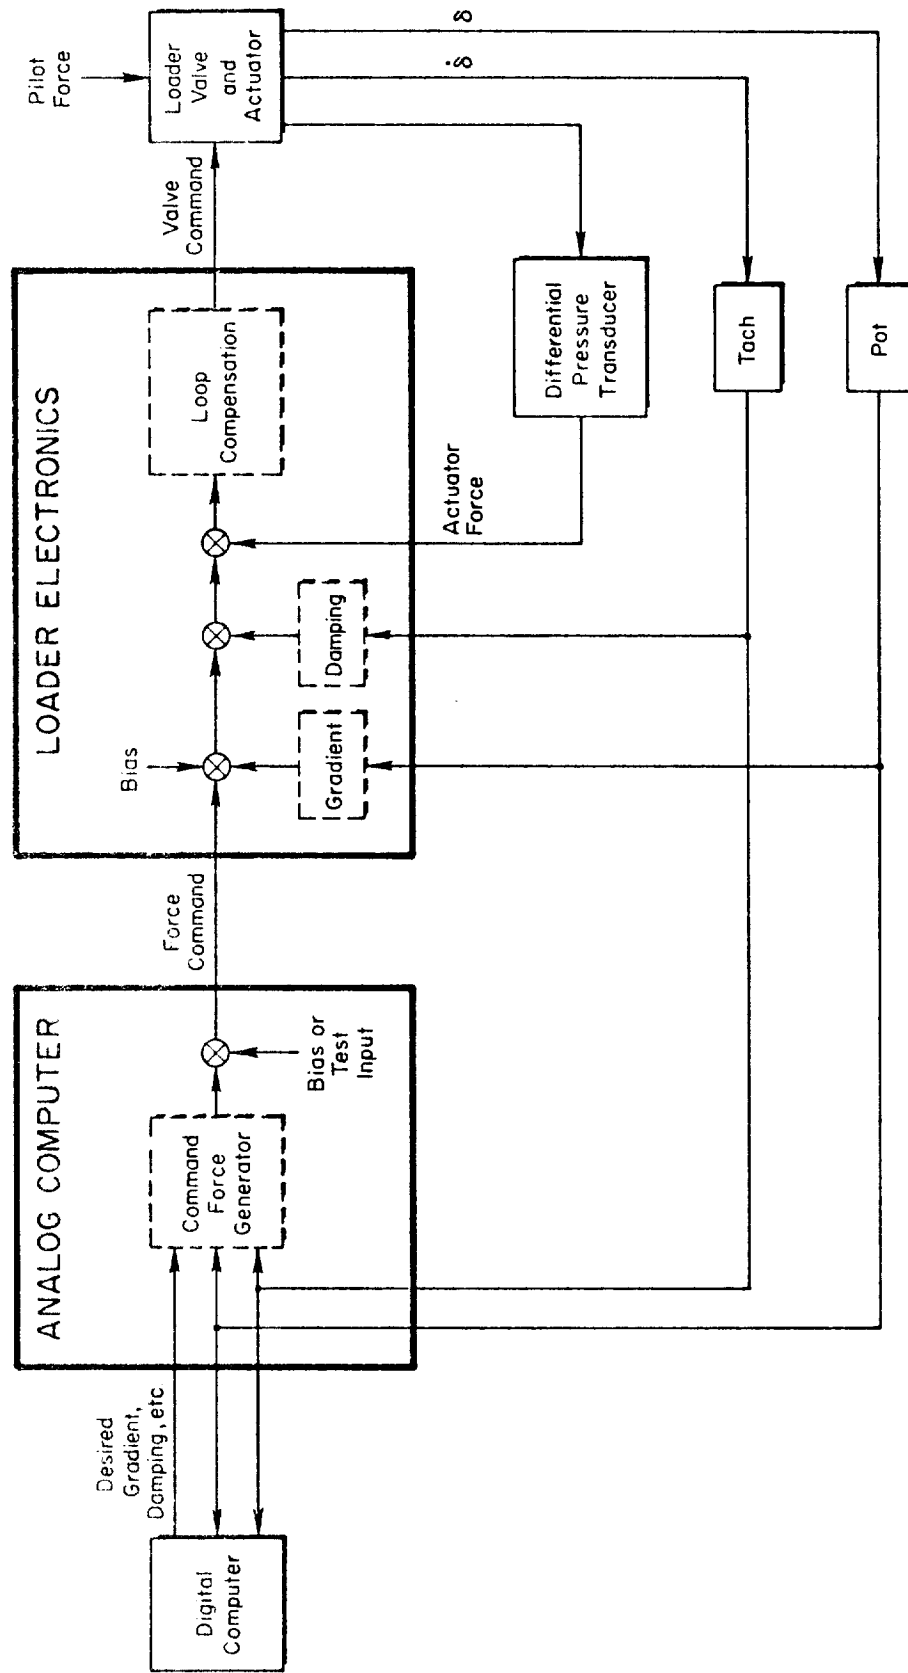 ANALOG COMPUTER
LOADER ELECTRONICS
Digital
Computer
Desired
Gradient,
Damping, etc
Command
Force
Generator
Bias or
Test
Input
Force
Command
Bias
Gradient
Damping
Loop
Compensation
Actuator
Force
Valve
Command
Pilot
Force
Loader
Valve
and
Actuator
Differential
Pressure
Transducer
Tach
Pot
δ̇
δ